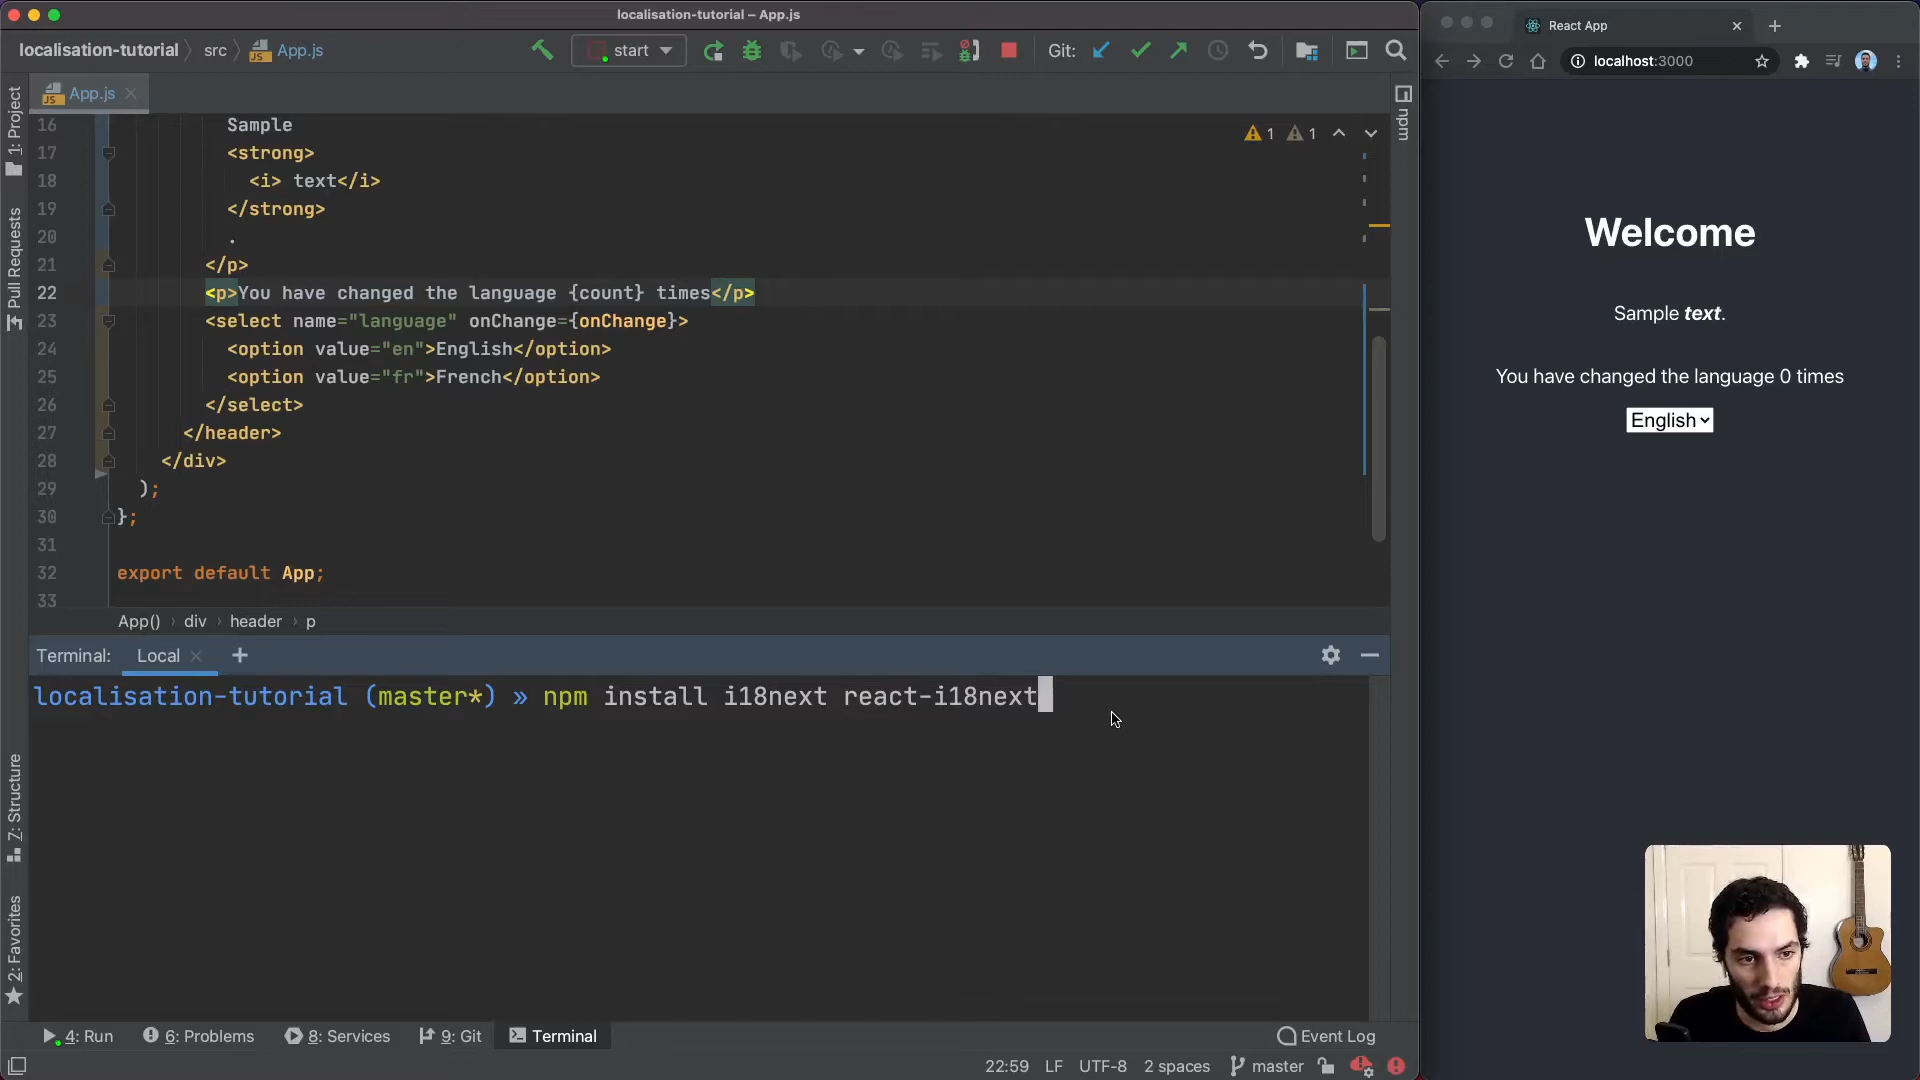 localisation-tutorial – App.js
localisation-tutorial src JS App.js start Git:
JS App.js
1: Project
Pull Requests
7: Structure
2: Favorites
npm
1 1
16 Sample
17 <strong>
18 <i> text</i>
19 </strong>
20 .
21 </p>
22 <p>You have changed the language {count} times</p>
23 <select name="language" onChange={onChange}>
24 <option value="en">English</option>
25 <option value="fr">French</option>
26 </select>
27 </header>
28 </div>
29 );
30 };
31
32 export default App;
33
App() › div › header › p
Terminal: Local
localisation-tutorial (master*) » npm install i18next react-i18next
4: Run 6: Problems 8: Services 9: Git Terminal Event Log
22:59 LF UTF-8 2 spaces master
React App
localhost:3000
Welcome
Sample text.
You have changed the language 0 times
English